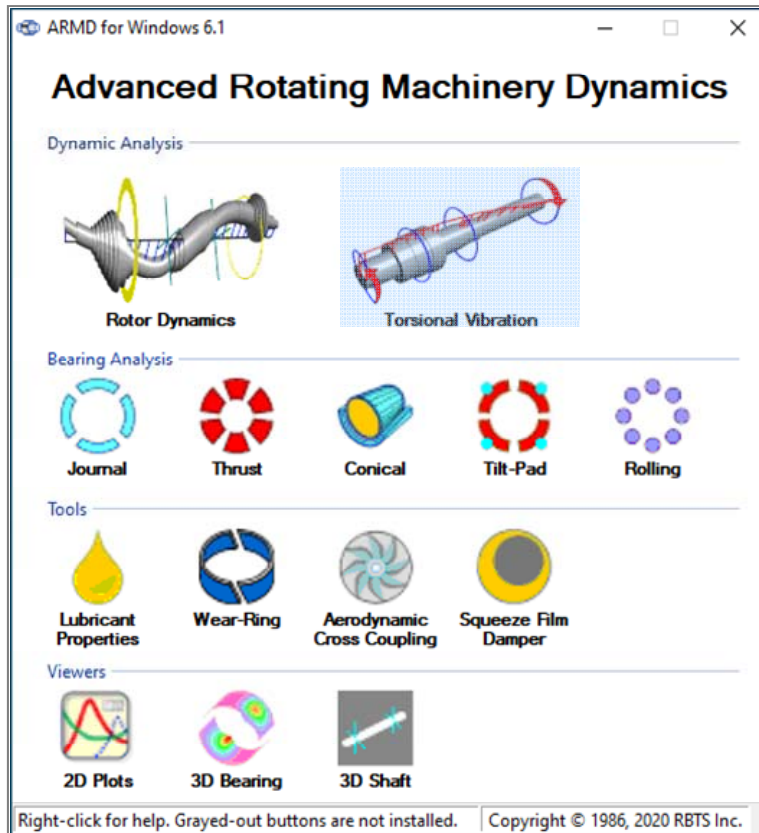 ARMD for Windows 6.1
Advanced Rotating Machinery Dynamics
Dynamic Analysis
Rotor Dynamics
Torsional Vibration
Bearing Analysis
Journal
Thrust
Conical
Tilt-Pad
Rolling
Tools
Lubricant
Properties
Wear-Ring
Aerodynamic
Cross Coupling
Squeeze Film
Damper
Viewers
2D Plots
3D Bearing
3D Shaft
Right-click for help. Grayed-out buttons are not installed.
Copyright © 1986, 2020 RBTS Inc.